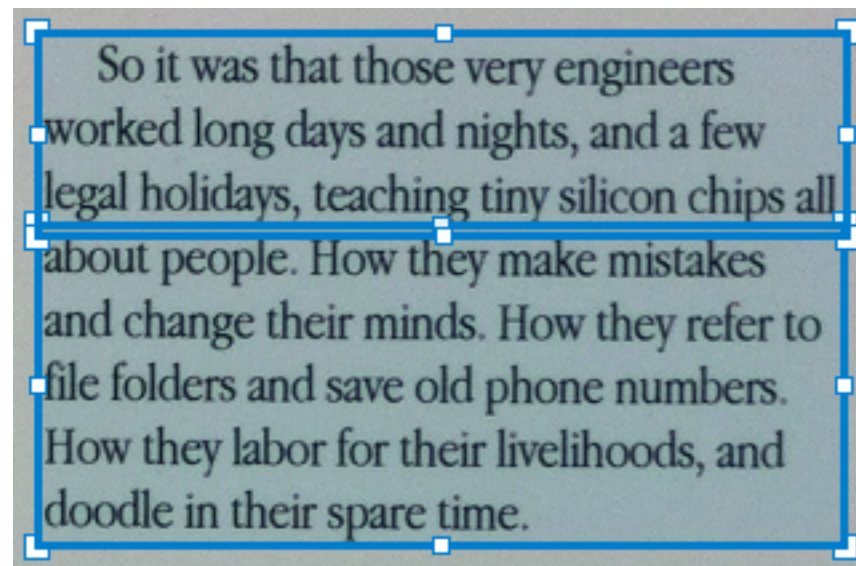 So it was that those very engineers
worked long days and nights, and a few
legal holidays, teaching tiny silicon chips all
about people. How they make mistakes
and change their minds. How they refer to
file folders and save old phone numbers.
How they labor for their livelihoods, and
doodle in their spare time.